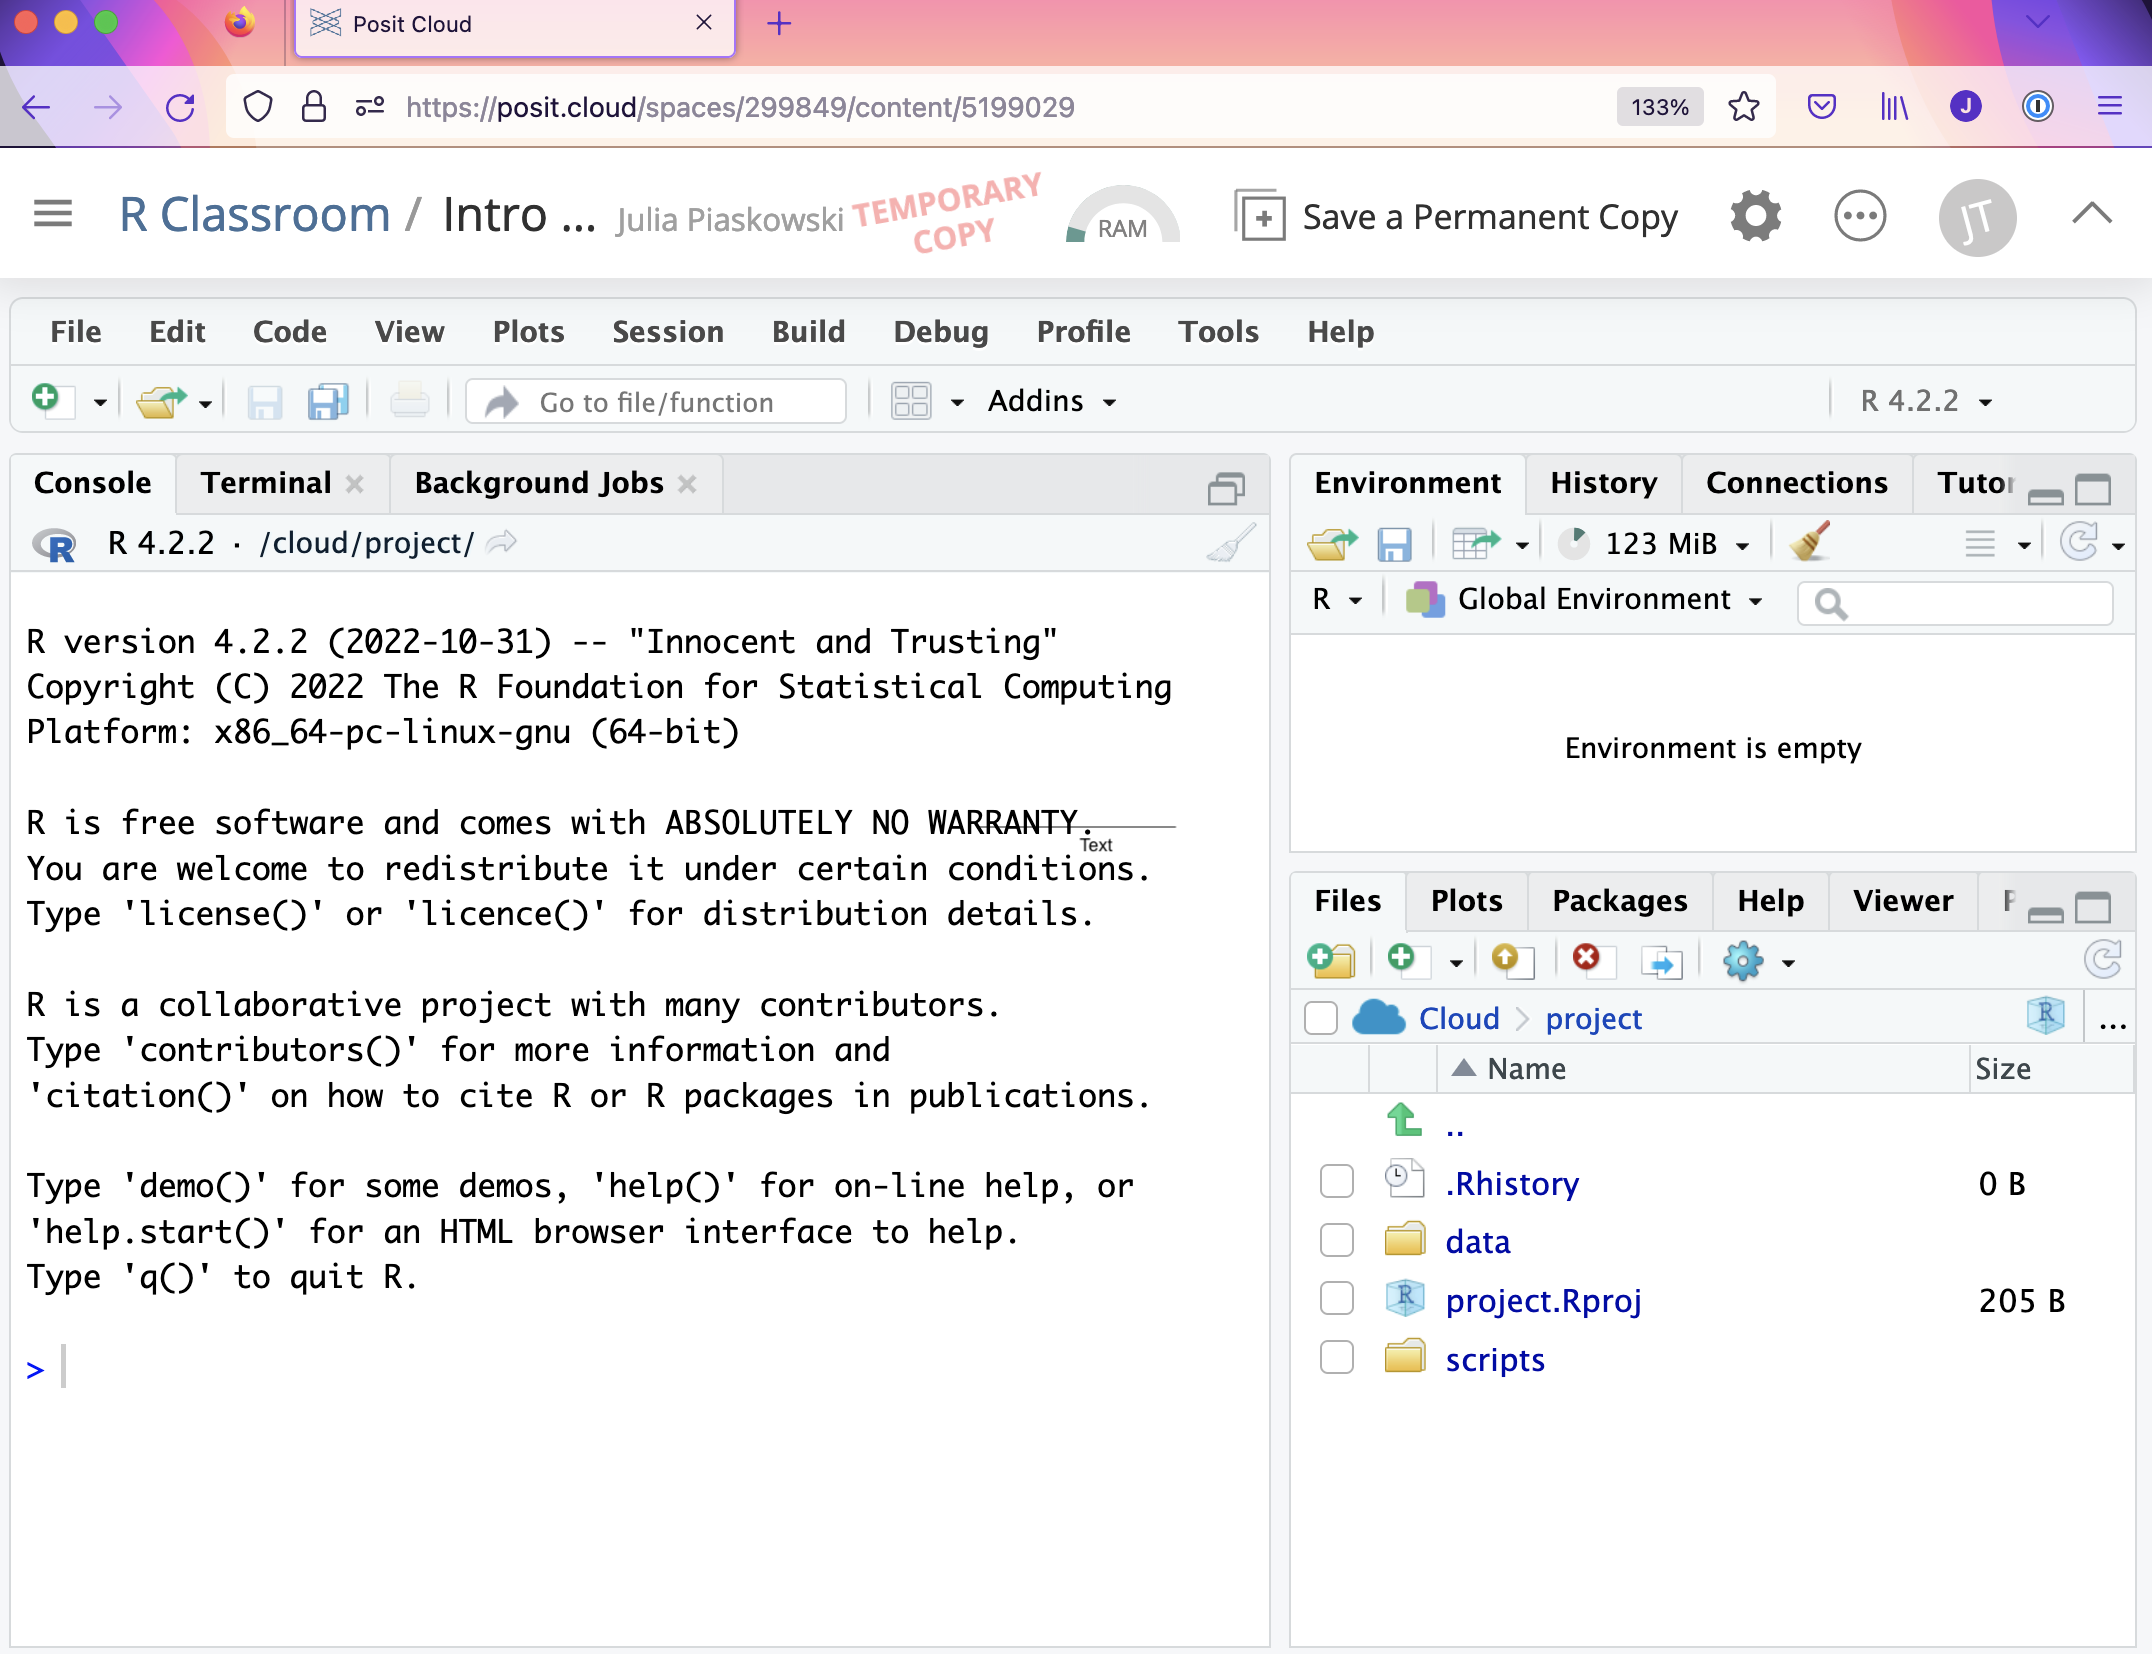 Posit Cloud
https://posit.cloud/spaces/299849/content/5199029
133%
J
R Classroom / Intro ... Julia Piaskowski
TEMPORARY
COPY
RAM
Save a Permanent Copy
JT
File Edit Code View Plots Session Build Debug Profile Tools Help
Go to file/function
Addins
R 4.2.2
Console Terminal Background Jobs
R 4.2.2 · /cloud/project/
R version 4.2.2 (2022-10-31) -- "Innocent and Trusting"
Copyright (C) 2022 The R Foundation for Statistical Computing
Platform: x86_64-pc-linux-gnu (64-bit)
R is free software and comes with ABSOLUTELY NO WARRANTY.
Text
You are welcome to redistribute it under certain conditions.
Type 'license()' or 'licence()' for distribution details.
R is a collaborative project with many contributors.
Type 'contributors()' for more information and
'citation()' on how to cite R or R packages in publications.
Type 'demo()' for some demos, 'help()' for on-line help, or
'help.start()' for an HTML browser interface to help.
Type 'q()' to quit R.
>
Environment History Connections Tutor
123 MiB
R Global Environment
Environment is empty
Files Plots Packages Help Viewer
Cloud project
...
Name Size
..
.Rhistory 0 B
data
project.Rproj 205 B
scripts